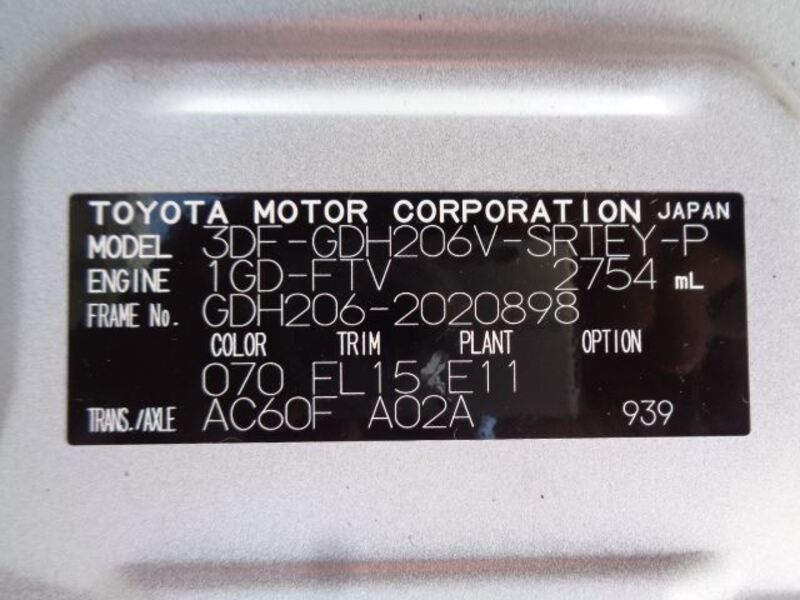 TOYOTA MOTOR CORPORATION JAPAN
MODEL 3DF-GDH206V-SRTEY-P
ENGINE 1GD-FTV 2754 mL
FRAME No. GDH206-2020898
COLOR TRIM PLANT OPTION
070 FL15 E11
TRANS./AXLE AC60F A02A 939